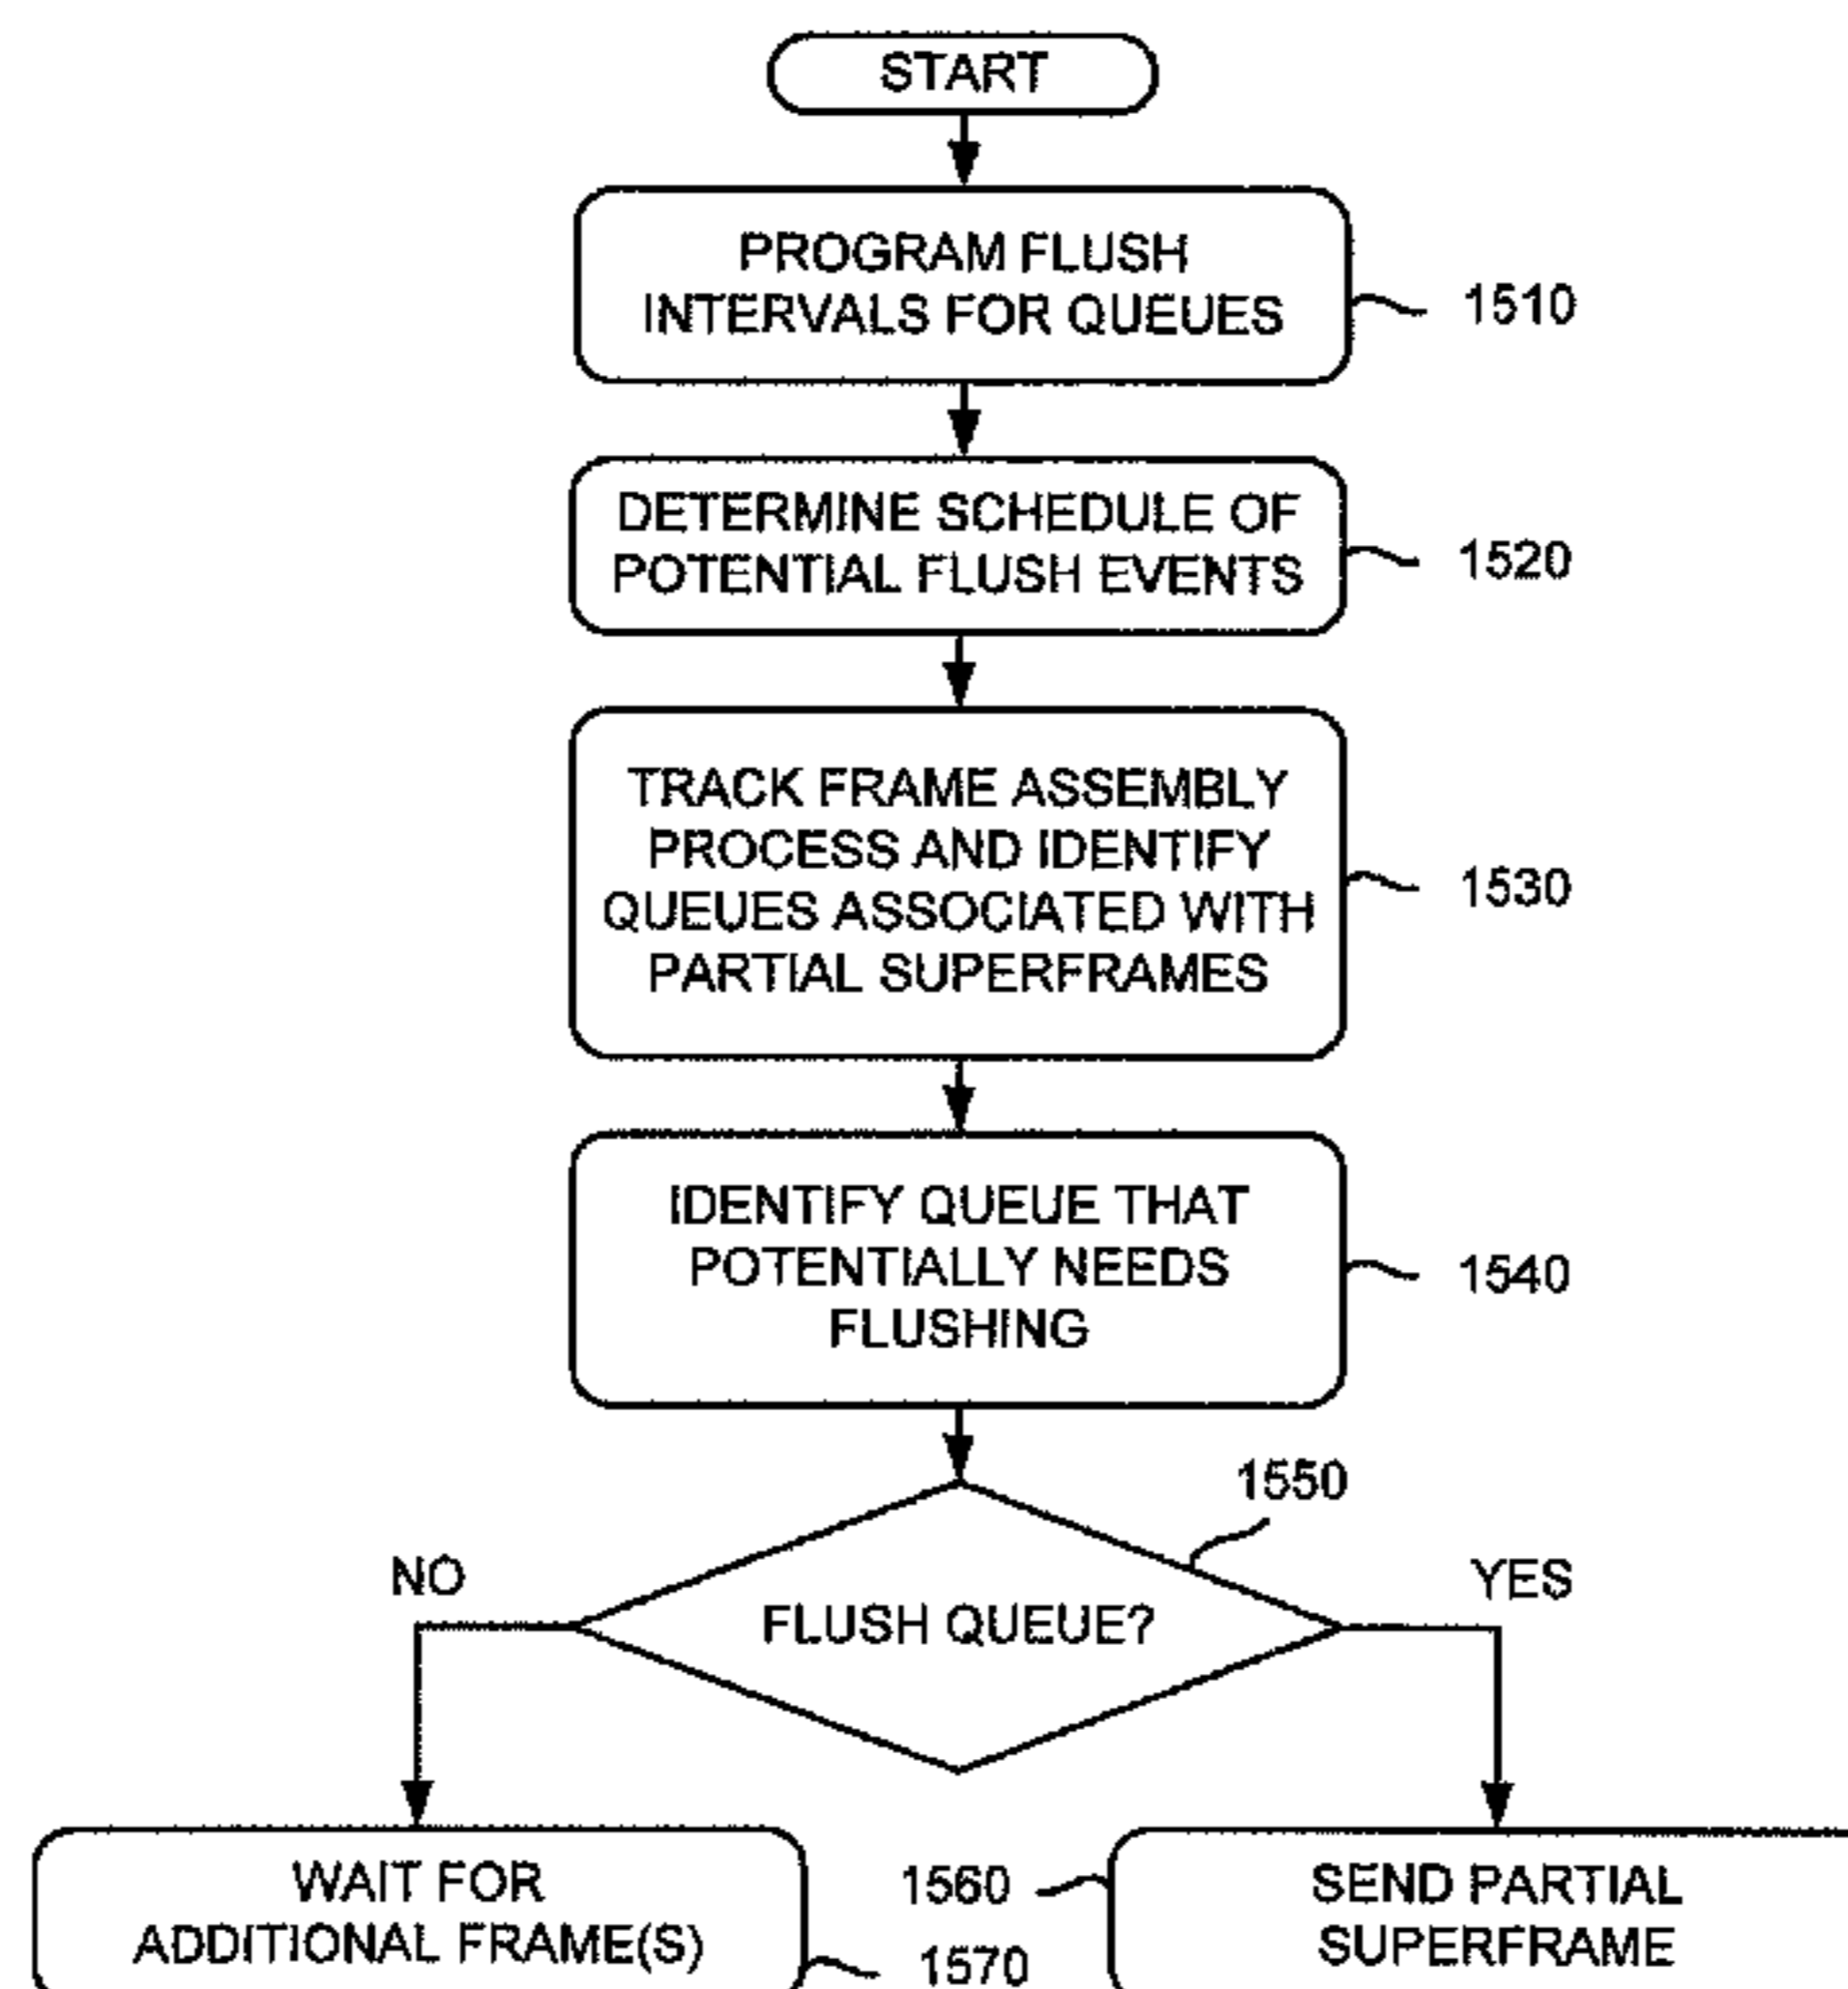 START
PROGRAM FLUSH
INTERVALS FOR QUEUES
1510
DETERMINE SCHEDULE OF
POTENTIAL FLUSH EVENTS
1520
TRACK FRAME ASSEMBLY
PROCESS AND IDENTIFY
QUEUES ASSOCIATED WITH
PARTIAL SUPERFRAMES
1530
IDENTIFY QUEUE THAT
POTENTIALLY NEEDS
FLUSHING
1540
1550
NO
YES
FLUSH QUEUE?
WAIT FOR
ADDITIONAL FRAME(S)
1570
1560
SEND PARTIAL
SUPERFRAME